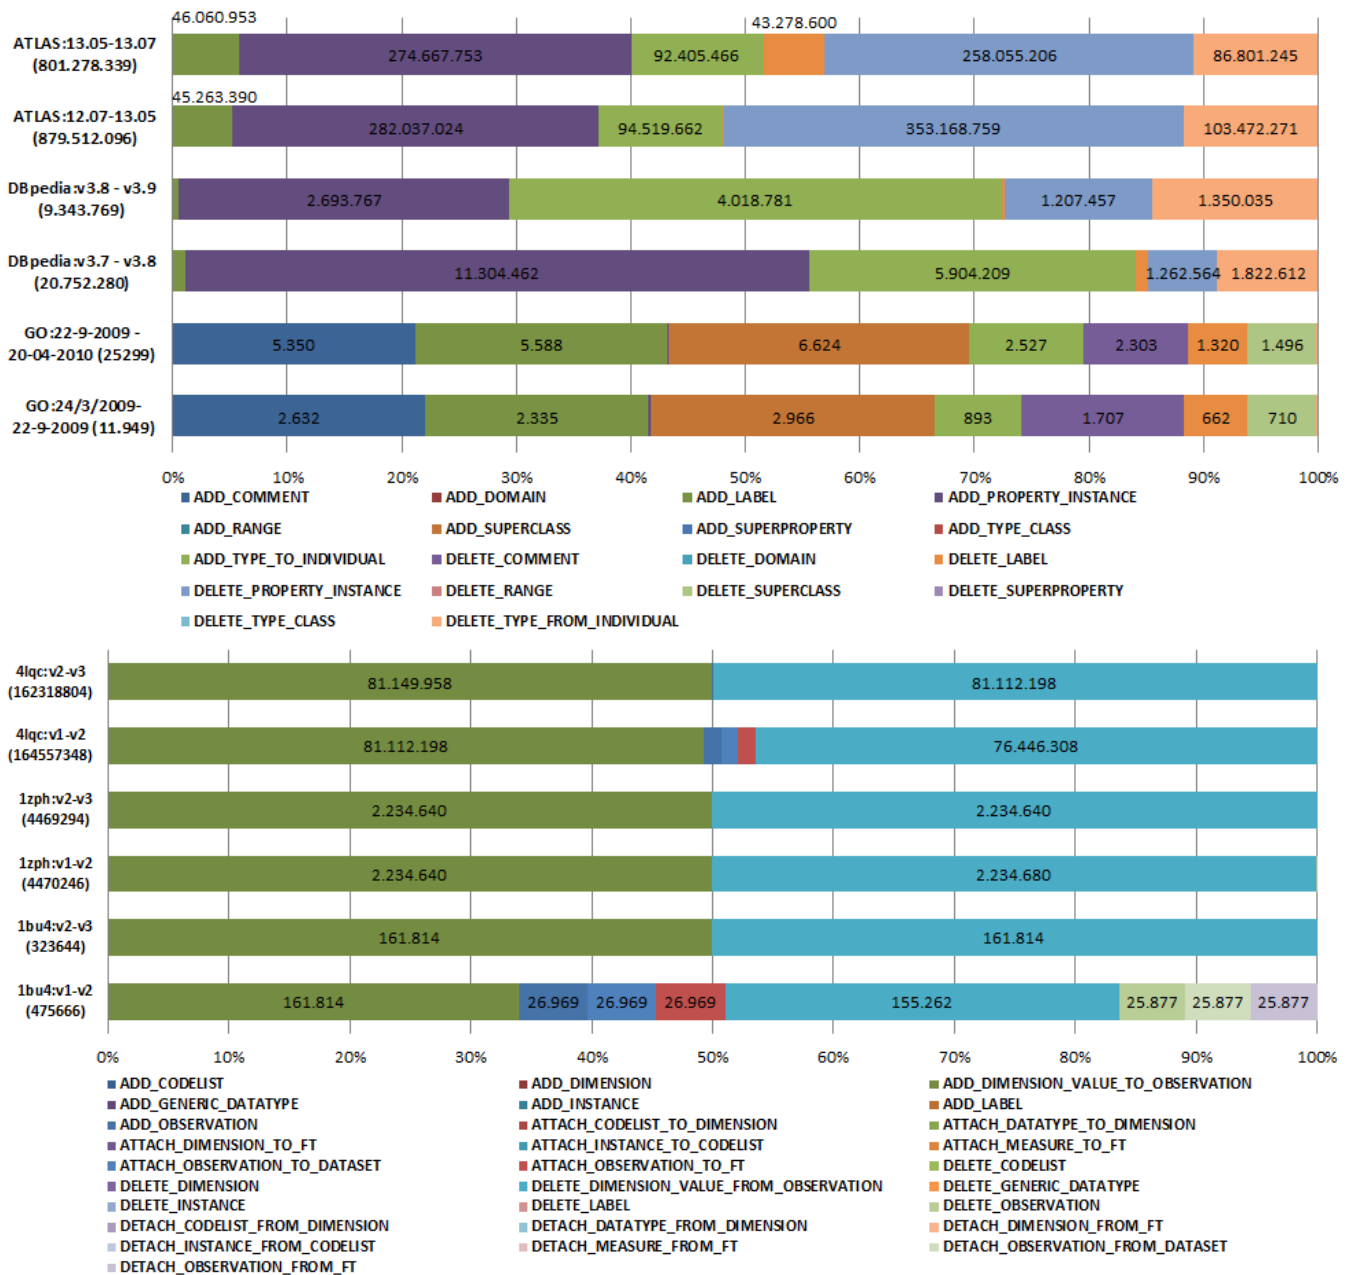 46.060.953
43.278.600
ATLAS:13.05-13.07
(801.278.339)
274.667.753
92.405.466
258.055.206
86.801.245
45.263.390
ATLAS:12.07-13.05
(879.512.096)
282.037.024
94.519.662
353.168.759
103.472.271
DBpedia:v3.8 - v3.9
(9.343.769)
2.693.767
4.018.781
1.207.457
1.350.035
DBpedia:v3.7 - v3.8
(20.752.280)
11.304.462
5.904.209
1.262.564
1.822.612
GO:22-9-2009 -
20-04-2010 (25299)
5.350
5.588
6.624
2.527
2.303
1.320
1.496
GO:24/3/2009-
22-9-2009 (11.949)
2.632
2.335
2.966
893
1.707
662
710
0% 10% 20% 30% 40% 50% 60% 70% 80% 90% 100%
ADD_COMMENT ADD_DOMAIN ADD_LABEL ADD_PROPERTY_INSTANCE
ADD_RANGE ADD_SUPERCLASS ADD_SUPERPROPERTY ADD_TYPE_CLASS
ADD_TYPE_TO_INDIVIDUAL DELETE_COMMENT DELETE_DOMAIN DELETE_LABEL
DELETE_PROPERTY_INSTANCE DELETE_RANGE DELETE_SUPERCLASS DELETE_SUPERPROPERTY
DELETE_TYPE_CLASS DELETE_TYPE_FROM_INDIVIDUAL
4lqc:v2-v3
(162318804)
81.149.958
81.112.198
4lqc:v1-v2
(164557348)
81.112.198
76.446.308
1zph:v2-v3
(4469294)
2.234.640
2.234.640
1zph:v1-v2
(4470246)
2.234.640
2.234.680
1bu4:v2-v3
(323644)
161.814
161.814
1bu4:v1-v2
(475666)
161.814
26.969
26.969
26.969
155.262
25.877
25.877
25.877
0% 10% 20% 30% 40% 50% 60% 70% 80% 90% 100%
ADD_CODELIST ADD_DIMENSION ADD_DIMENSION_VALUE_TO_OBSERVATION
ADD_GENERIC_DATATYPE ADD_INSTANCE ADD_LABEL
ADD_OBSERVATION ATTACH_CODELIST_TO_DIMENSION ATTACH_DATATYPE_TO_DIMENSION
ATTACH_DIMENSION_TO_FT ATTACH_INSTANCE_TO_CODELIST ATTACH_MEASURE_TO_FT
ATTACH_OBSERVATION_TO_DATASET ATTACH_OBSERVATION_TO_FT DELETE_CODELIST
DELETE_DIMENSION DELETE_DIMENSION_VALUE_FROM_OBSERVATION DELETE_GENERIC_DATATYPE
DELETE_INSTANCE DELETE_LABEL DELETE_OBSERVATION
DETACH_CODELIST_FROM_DIMENSION DETACH_DATATYPE_FROM_DIMENSION DETACH_DIMENSION_FROM_FT
DETACH_INSTANCE_FROM_CODELIST DETACH_MEASURE_FROM_FT DETACH_OBSERVATION_FROM_DATASET
DETACH_OBSERVATION_FROM_FT